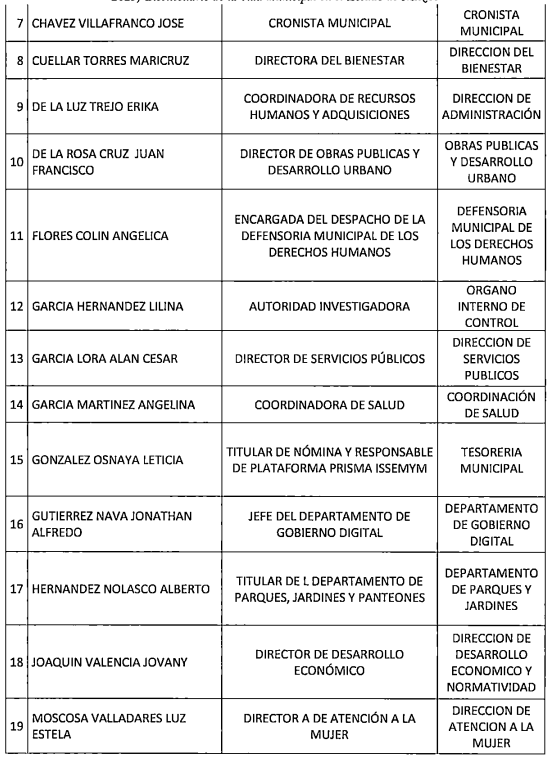 7 CHAVEZ VILLAFRANCO JOSE CRONISTA MUNICIPAL CRONISTA
MUNICIPAL
8 CUELLAR TORRES MARICRUZ DIRECTORA DEL BIENESTAR DIRECCION DEL
BIENESTAR
9 DE LA LUZ TREJO ERIKA COORDINADORA DE RECURSOS
HUMANOS Y ADQUISICIONES DIRECCION DE
ADMINISTRACIÓN
10 DE LA ROSA CRUZ JUAN
FRANCISCO DIRECTOR DE OBRAS PUBLICAS Y
DESARROLLO URBANO OBRAS PUBLICAS
Y DESARROLLO
URBANO
11 FLORES COLIN ANGELICA ENCARGADA DEL DESPACHO DE LA
DEFENSORIA MUNICIPAL DE LOS
DERECHOS HUMANOS DEFENSORIA
MUNICIPAL DE
LOS DERECHOS
HUMANOS
12 GARCIA HERNANDEZ LILINA AUTORIDAD INVESTIGADORA ORGANO
INTERNO DE
CONTROL
13 GARCIA LORA ALAN CESAR DIRECTOR DE SERVICIOS PÚBLICOS DIRECCION DE
SERVICIOS
PUBLICOS
14 GARCIA MARTINEZ ANGELINA COORDINADORA DE SALUD COORDINACIÓN
DE SALUD
15 GONZALEZ OSNAYA LETICIA TITULAR DE NÓMINA Y RESPONSABLE
DE PLATAFORMA PRISMA ISSEMYM TESORERIA
MUNICIPAL
16 GUTIERREZ NAVA JONATHAN
ALFREDO JEFE DEL DEPARTAMENTO DE
GOBIERNO DIGITAL DEPARTAMENTO
DE GOBIERNO
DIGITAL
17 HERNANDEZ NOLASCO ALBERTO TITULAR DE L DEPARTAMENTO DE
PARQUES, JARDINES Y PANTEONES DEPARTAMENTO
DE PARQUES Y
JARDINES
18 JOAQUIN VALENCIA JOVANY DIRECTOR DE DESARROLLO
ECONÓMICO DIRECCION DE
DESARROLLO
ECONOMICO Y
NORMATIVIDAD
19 MOSCOSA VALLADARES LUZ
ESTELA DIRECTOR A DE ATENCIÓN A LA
MUJER DIRECCION DE
ATENCION A LA
MUJER